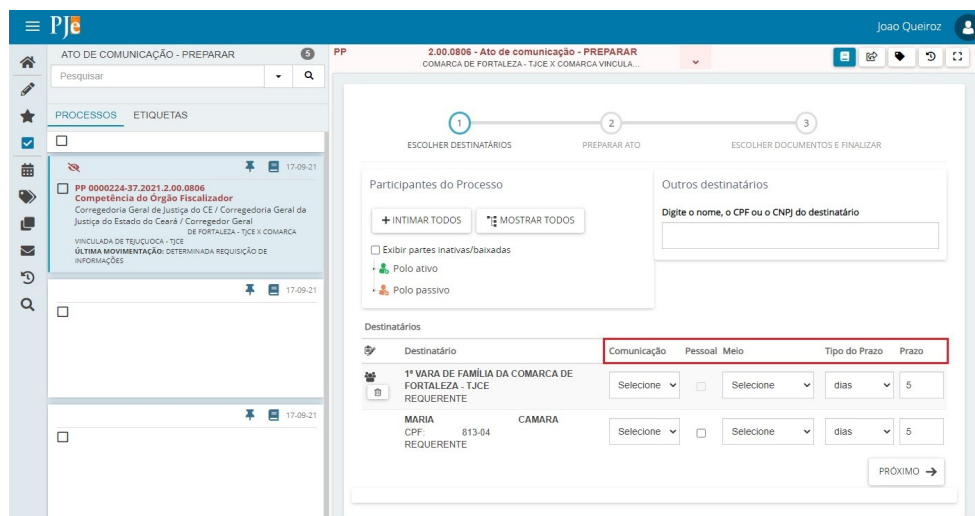 PJe
Joao Queiroz
ATO DE COMUNICAÇÃO - PREPARAR 5
Pesquisar
PROCESSOS ETIQUETAS
17-09-21
PP 0000224-37.2021.2.00.0806
Competência do Órgão Fiscalizador
Corregedoria Geral de Justiça do CE / Corregedoria Geral da
Justiça do Estado do Ceará / Corregedor Geral
DE FORTALEZA - TJCE X COMARCA
VINCULADA DE TEJUÇUOCA - TJCE
ÚLTIMA MOVIMENTAÇÃO: DETERMINADA REQUISIÇÃO DE
INFORMAÇÕES
17-09-21
17-09-21
PP 2.00.0806 - Ato de comunicação - PREPARAR
COMARCA DE FORTALEZA - TJCE X COMARCA VINCULA...
1 2 3
ESCOLHER DESTINATÁRIOS PREPARAR ATO ESCOLHER DOCUMENTOS E FINALIZAR
Participantes do Processo
+ INTIMAR TODOS MOSTRAR TODOS
Exibir partes inativas/baixadas
Polo ativo
Polo passivo
Outros destinatários
Digite o nome, o CPF ou o CNPJ do destinatário
Destinatários
Destinatário Comunicação Pessoal Meio Tipo do Prazo Prazo
1ª VARA DE FAMÍLIA DA COMARCA DE
FORTALEZA - TJCE Selecione Selecione dias 5
REQUERENTE
MARIA CAMARA
CPF: 813-04 Selecione Selecione dias 5
REQUERENTE
PRÓXIMO →